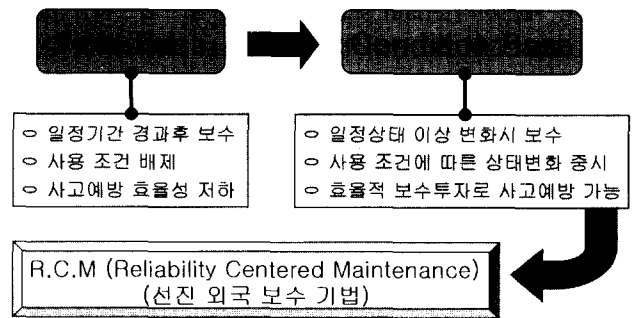 Condition Base
○ 일정기간 경과후 보수
○ 사용 조건 배제
○ 사고예방 효율성 저하
○ 일정상태 이상 변화시 보수
○ 사용 조건에 따른 상태변화 중시
○ 효율적 보수투자로 사고예방 가능
R.C.M (Reliability Centered Maintenance)
(선진 외국 보수 기법)